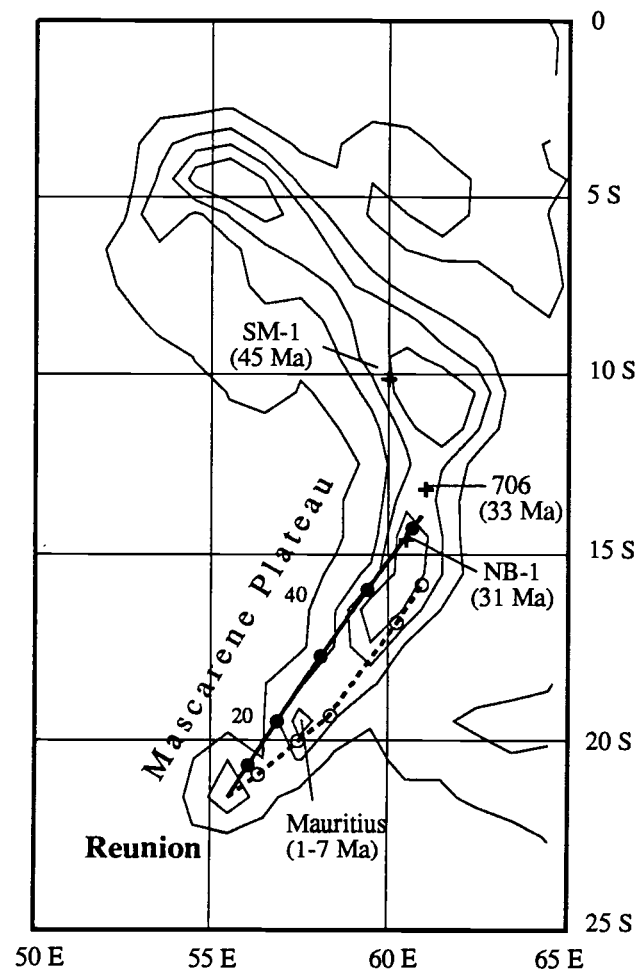 0
5 S
SM-1
(45 Ma)
10 S
706
(33 Ma)
Mascarene Plateau
15 S
NB-1
(31 Ma)
40
20
20 S
Mauritius
(1-7 Ma)
Reunion
25 S
50 E
55 E
60 E
65 E